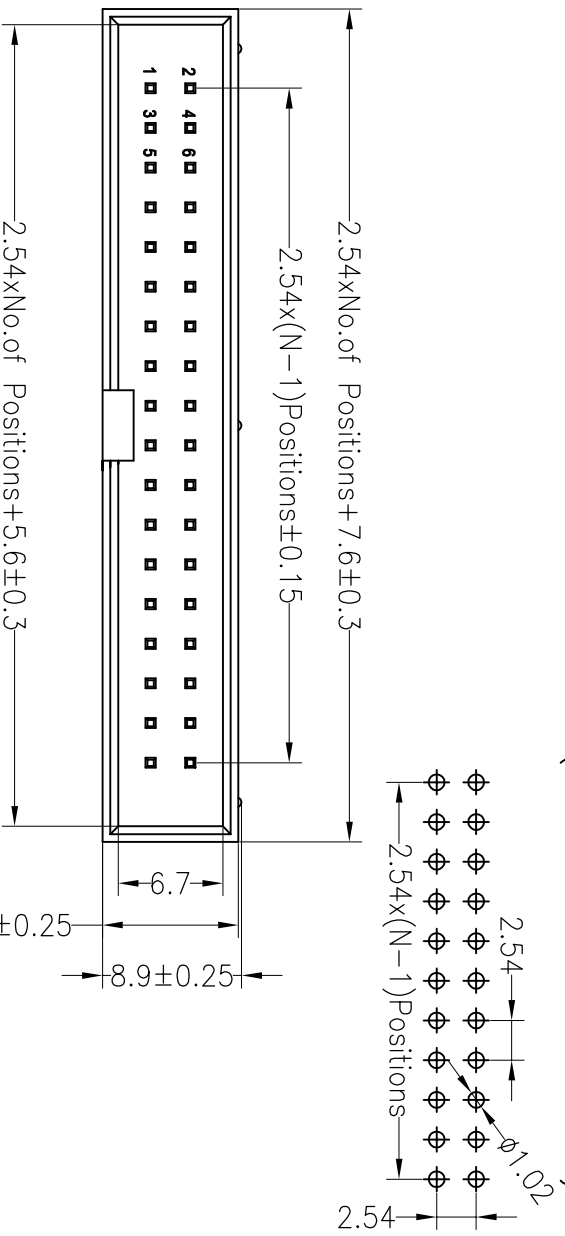 2.54xNo.of Positions+7.6±0.3
2.54x(N-1)Positions±0.15
2 4 6
1 3 5
2.54xNo.of Positions+5.6±0.3
6.7
±0.25
8.9±0.25
2.54
ø1.02
2.54x(N-1)Positions
2.54